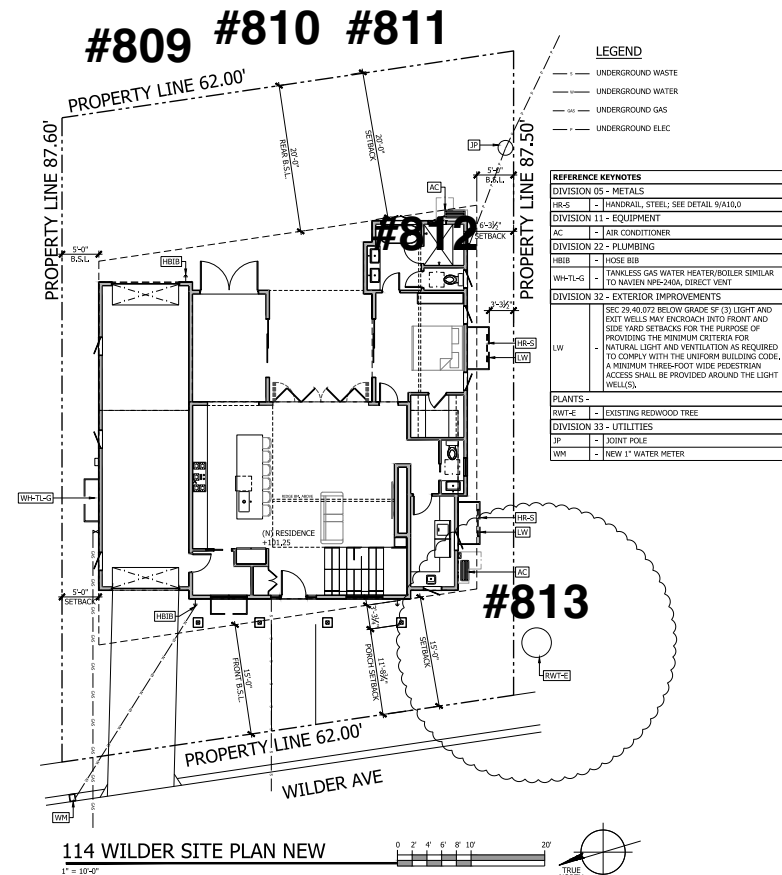 #809 #810 #811
PROPERTY LINE 62.00'
PROPERTY LINE 87.60'
PROPERTY LINE 87.50'
LEGEND
S UNDERGROUND WASTE
W UNDERGROUND WATER
GAS UNDERGROUND GAS
P UNDERGROUND ELEC
JP
20'-0"
REAR B.S.L.
20'-0"
SETBACK
5'-0"
B.S.L.
AC
6'-3½"
SETBACK
#812
5'-0"
B.S.L.
HBIB
3'-3½"
HR-S
LW
REFERENCE KEYNOTES
DIVISION 05 - METALS
HR-S - HANDRAIL, STEEL; SEE DETAIL 9/A10.0
DIVISION 11 - EQUIPMENT
AC - AIR CONDITIONER
DIVISION 22 - PLUMBING
HBIB - HOSE BIB
WH-TL-G - TANKLESS GAS WATER HEATER/BOILER SIMILAR
TO NAVIEN NPE-240A, DIRECT VENT
DIVISION 32 - EXTERIOR IMPROVEMENTS
LW - SEC 29.40.072 BELOW GRADE SF (3) LIGHT AND
EXIT WELLS MAY ENCROACH INTO FRONT AND
SIDE YARD SETBACKS FOR THE PURPOSE OF
PROVIDING THE MINIMUM CRITERIA FOR
NATURAL LIGHT AND VENTILATION AS REQUIRED
TO COMPLY WITH THE UNIFORM BUILDING CODE.
A MINIMUM THREE-FOOT WIDE PEDESTRIAN
ACCESS SHALL BE PROVIDED AROUND THE LIGHT
WELL(S).
PLANTS -
RWT-E - EXISTING REDWOOD TREE
DIVISION 33 - UTILITIES
JP - JOINT POLE
WM - NEW 1" WATER METER
WH-TL-G
(N) RESIDENCE
+101.25
HR-S
LW
AC
5'-0"
SETBACK
HBIB
#813
15'-0"
FRONT B.S.L.
11'-8¾"
PORCH SETBACK
15'-0"
SETBACK
RWT-E
PROPERTY LINE 62.00'
WILDER AVE
GAS GAS GAS
WM
114 WILDER SITE PLAN NEW
1" = 10'-0"
0 2' 4' 6' 8' 10' 20'
TRUE